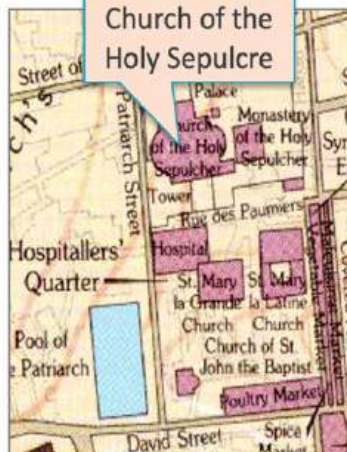 Church of the
Holy Sepulcre
Street of
Palace
Patriarch Street
Church
of the Holy
Sepulcher
Monastery
of the Holy
Sepulcher
Tower
Rue des Paumiers
Hospitallers'
Quarter
Hospital
St. Mary
la Grande
Church
St. Mary
la Latine
Church
Pool of
Patriarch
Church of St.
John the Baptist
Poultry Market
Vegetable Market
David Street
Spice
Market